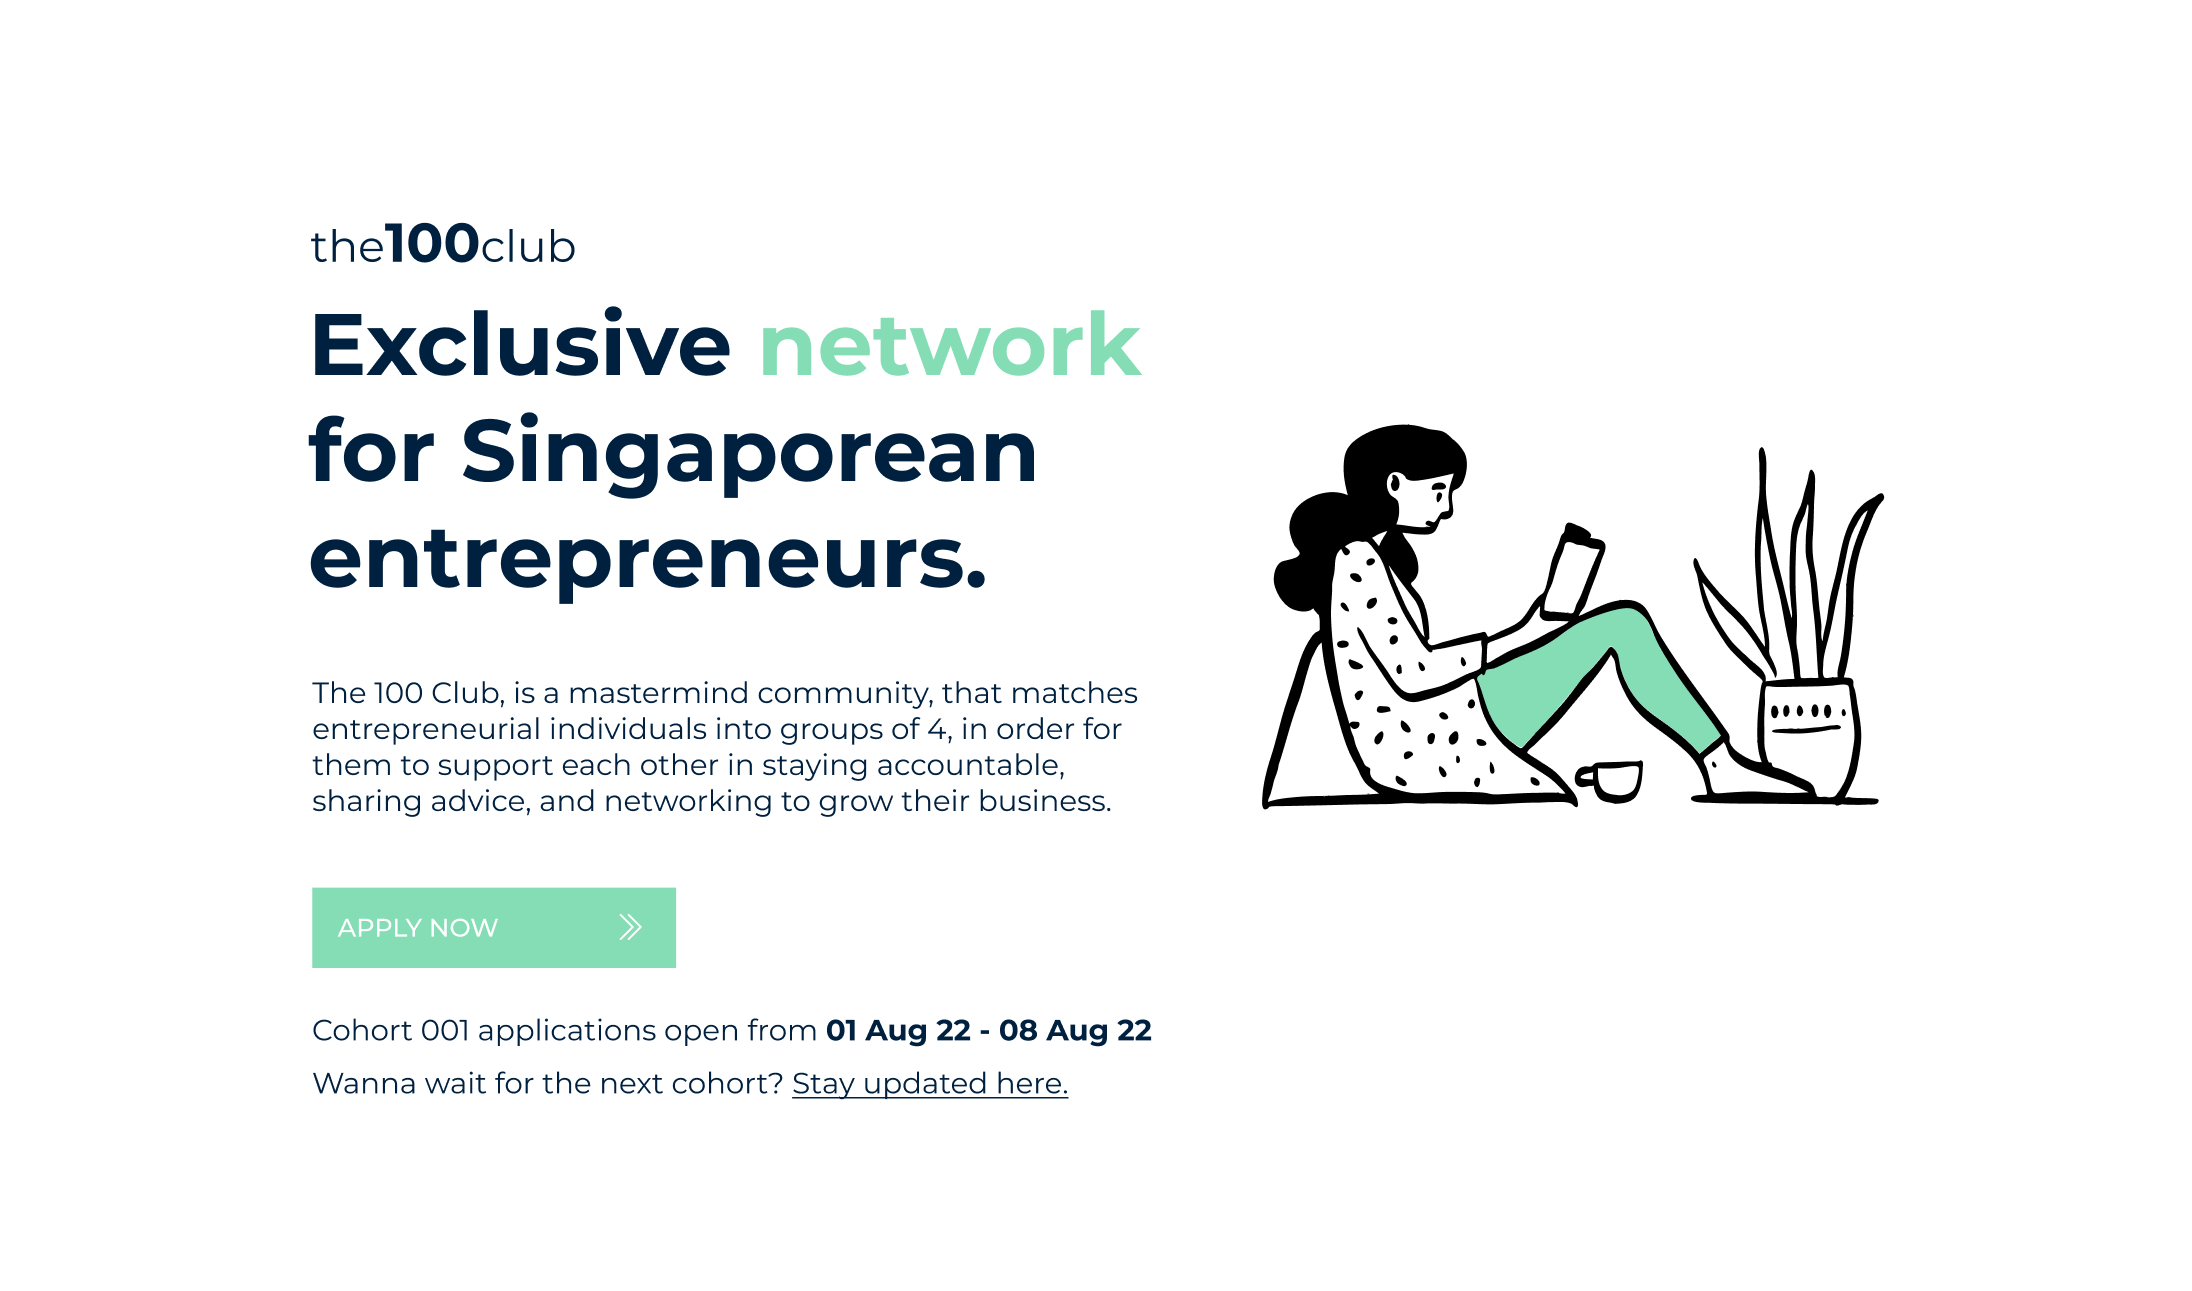 the100club
Exclusive network
for Singaporean
entrepreneurs.
The 100 Club, is a mastermind community, that matches
entrepreneurial individuals into groups of 4, in order for
them to support each other in staying accountable,
sharing advice, and networking to grow their business.
APPLY NOW
Cohort 001 applications open from 01 Aug 22 - 08 Aug 22
Wanna wait for the next cohort? Stay updated here.